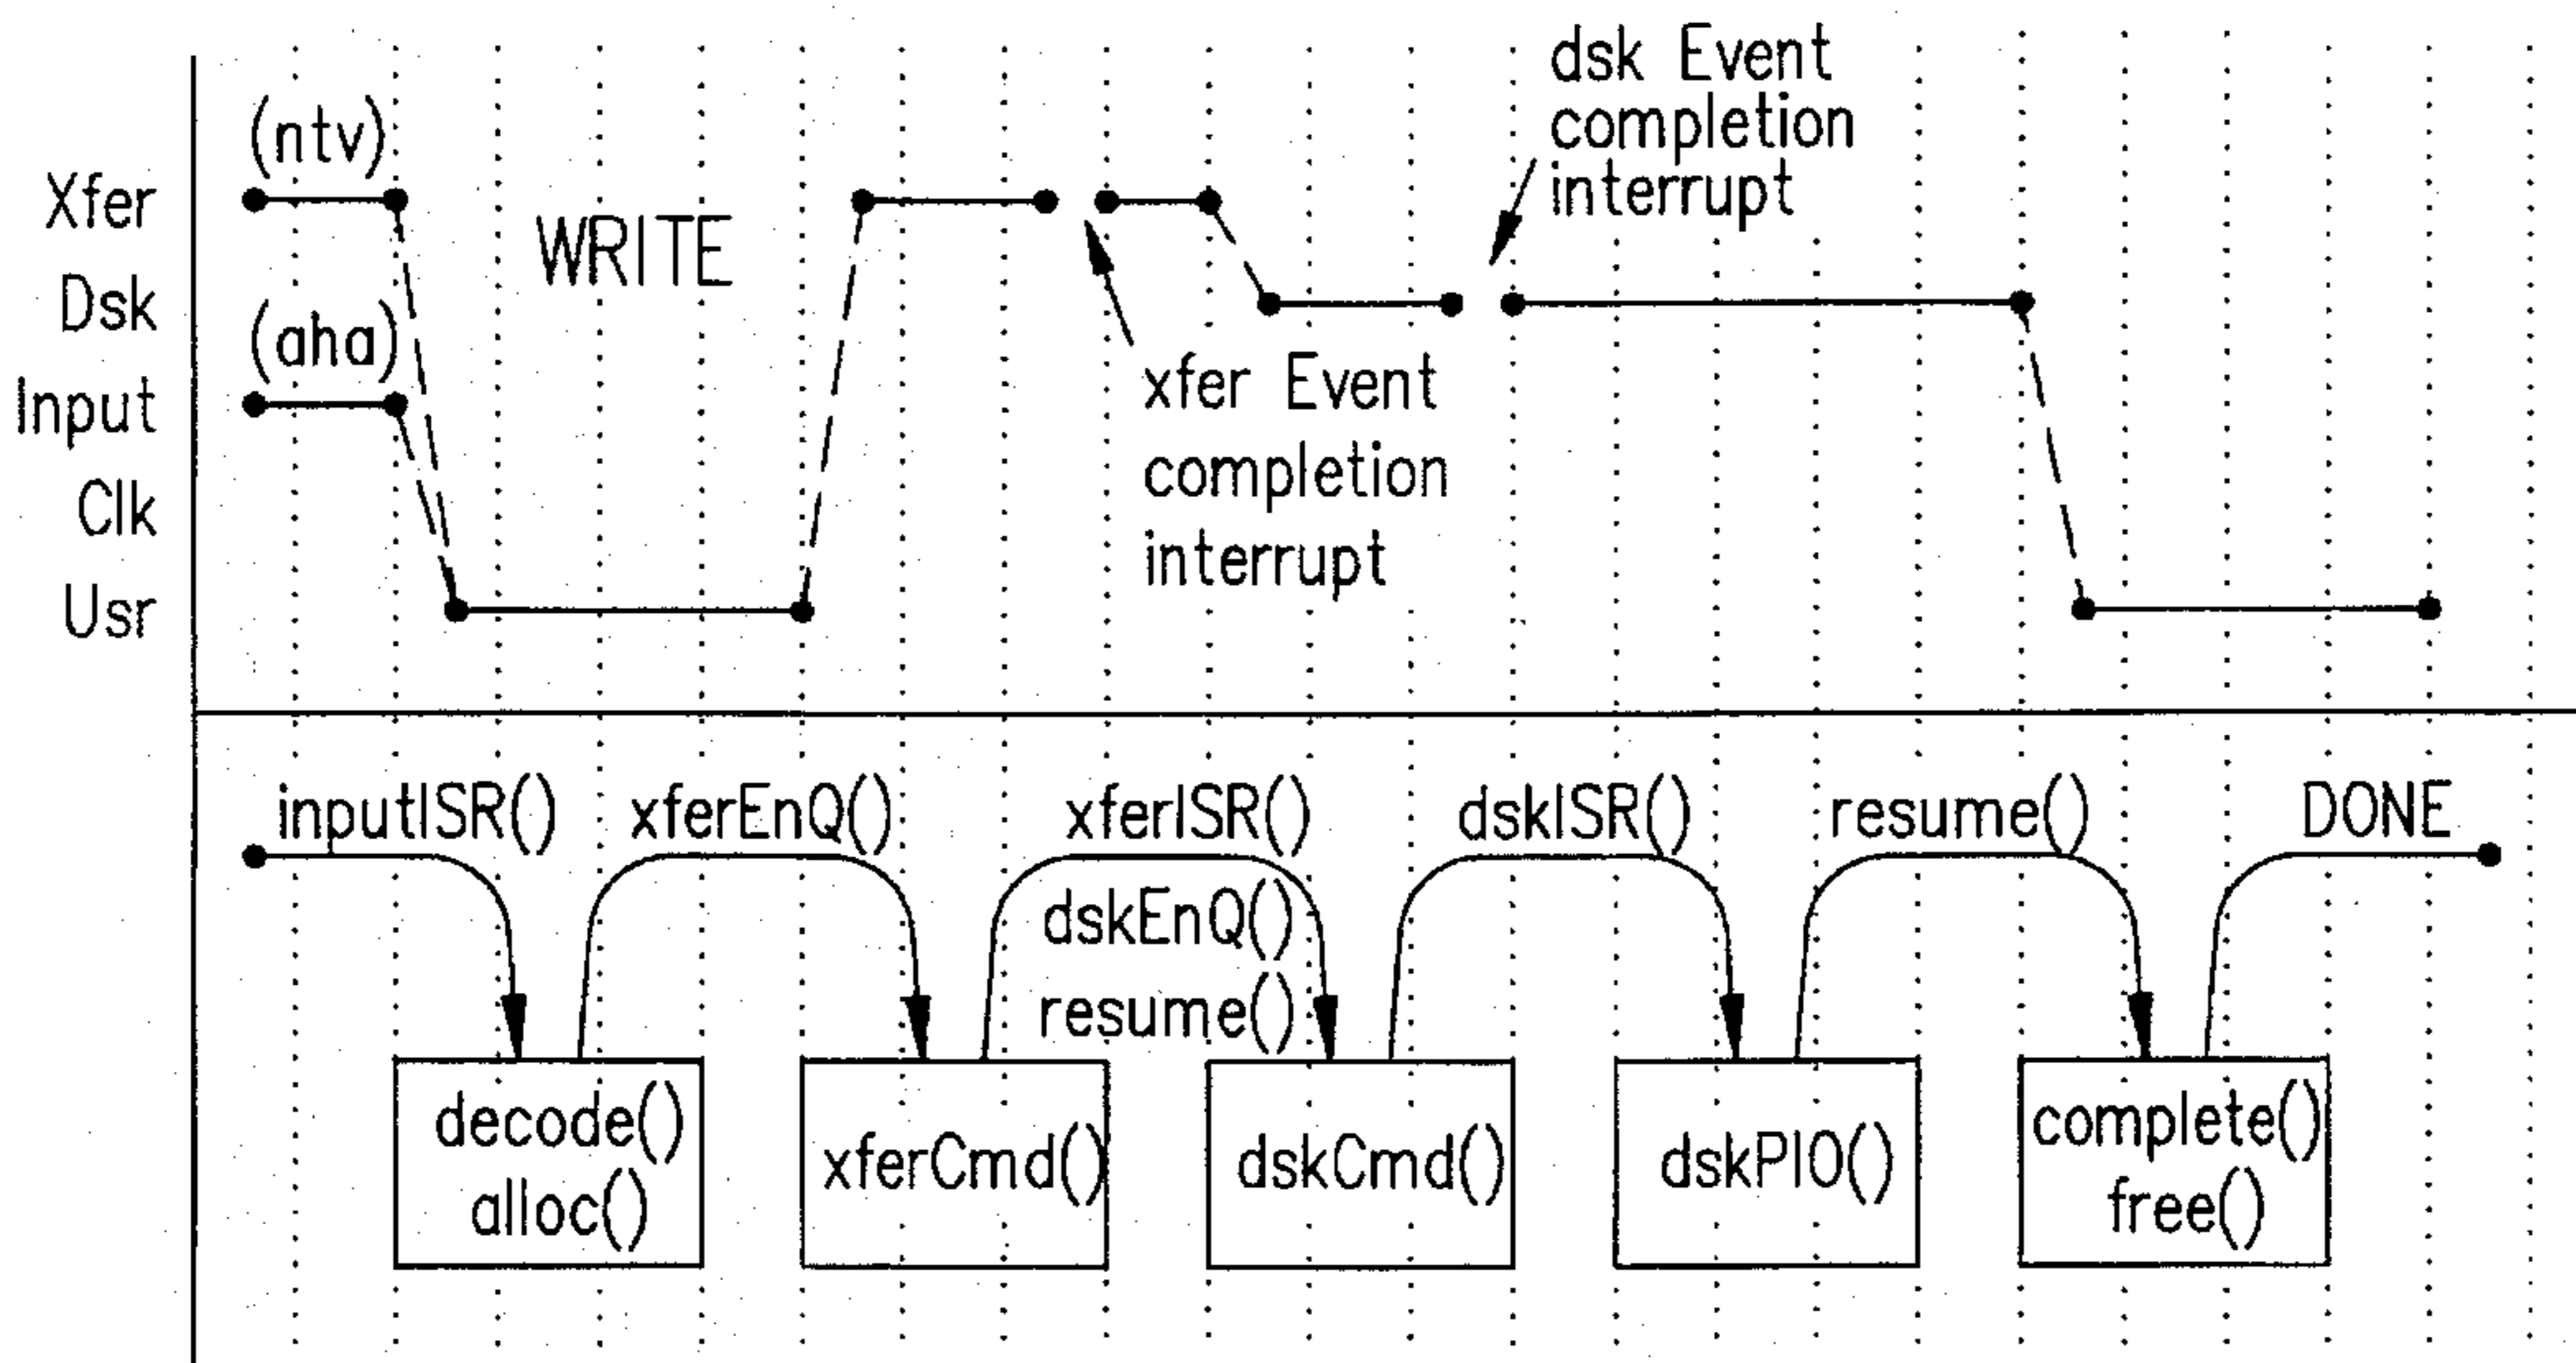 dsk Event
completion
interrupt
(ntv)
Xfer
WRITE
Dsk
(aha)
Input
xfer Event
completion
interrupt
Clk
Usr
inputISR()
xferEnQ()
xferISR()
dskEnQ()
resume()
dskISR()
resume()
DONE
decode()
alloc()
xferCmd()
dskCmd()
dskPIO()
complete()
free()